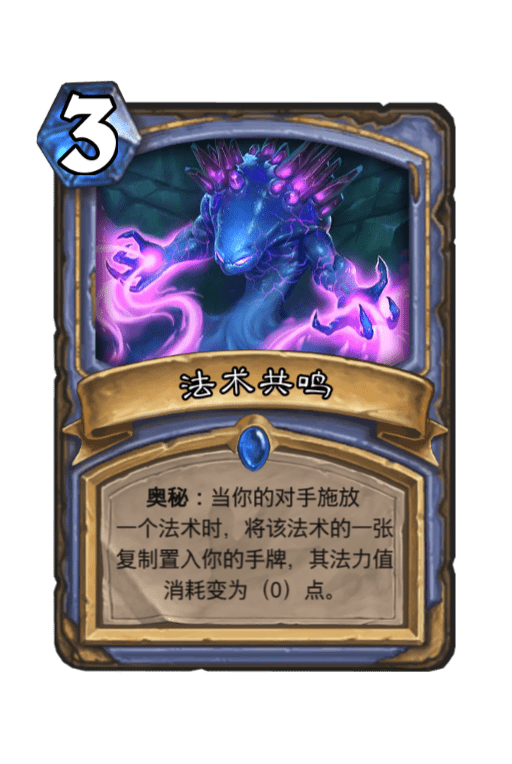 3
法术共鸣
奥秘：当你的对手施放
一个法术时，将该法术的一张
复制置入你的手牌，其法力值
消耗变为（0）点。